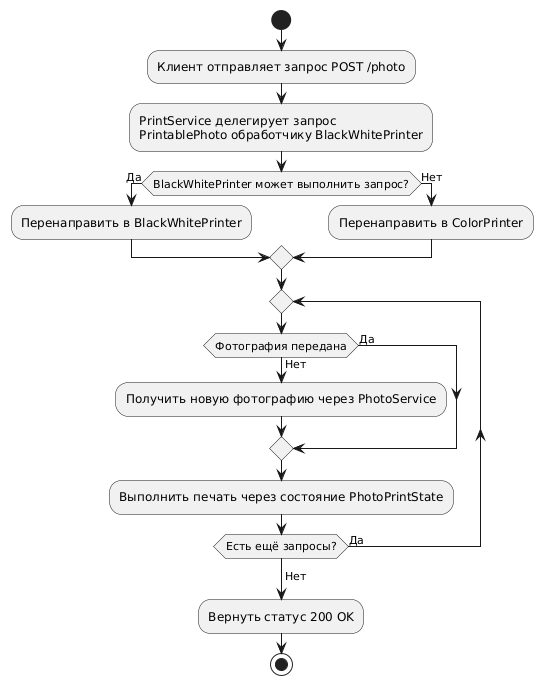 Клиент отправляет запрос POST /photo
PrintService делегирует запрос
PrintablePhoto обработчику BlackWhitePrinter
Да
BlackWhitePrinter может выполнить запрос?
Нет
Перенаправить в BlackWhitePrinter
Перенаправить в ColorPrinter
Фотография передана
Да
Нет
Получить новую фотографию через PhotoService
Выполнить печать через состояние PhotoPrintState
Есть ещё запросы?
Да
Нет
Вернуть статус 200 OK